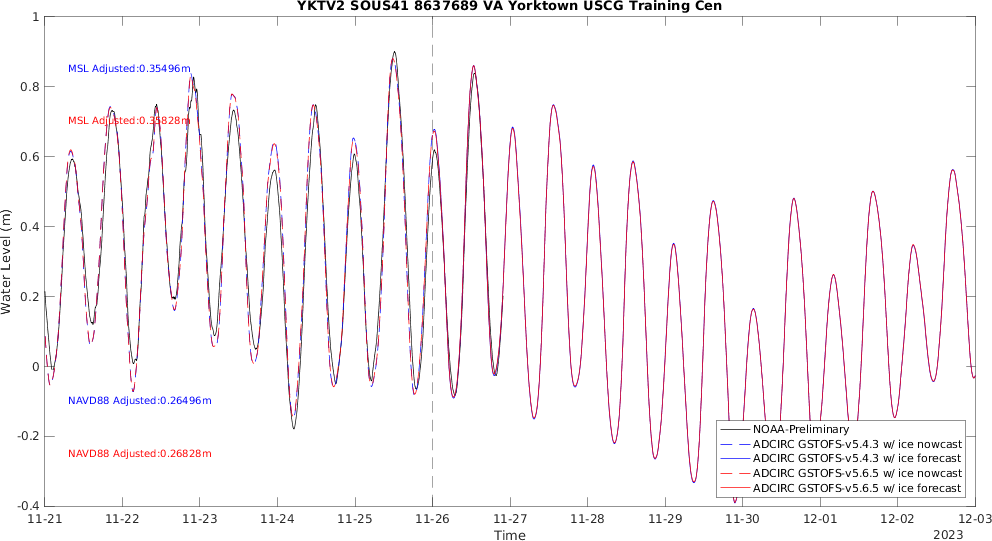 YKTV2 SOUS41 8637689 VA Yorktown USCG Training Cen
Water Level (m)
1
0.8
0.6
0.4
0.2
0
-0.2
-0.4
MSL Adjusted:0.35496m
MSL Adjusted:0.35828m
NAVD88 Adjusted:0.26496m
NAVD88 Adjusted:0.26828m
NOAA-Preliminary
ADCIRC GSTOFS-v5.4.3 w/ ice nowcast
ADCIRC GSTOFS-v5.4.3 w/ ice forecast
ADCIRC GSTOFS-v5.6.5 w/ ice nowcast
ADCIRC GSTOFS-v5.6.5 w/ ice forecast
11-21 11-22 11-23 11-24 11-25 11-26 11-27 11-28 11-29 11-30 12-01 12-02 12-03
Time
2023